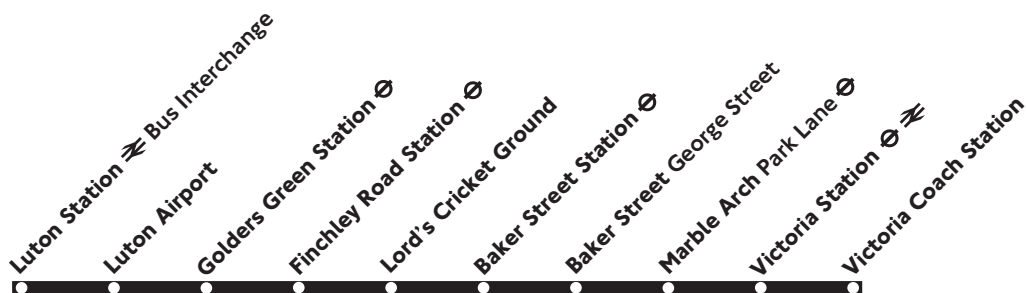 Luton Station Bus Interchange
Luton Airport
Golders Green Station
Finchley Road Station
Lord's Cricket Ground
Baker Street Station
Baker Street George Street
Marble Arch Park Lane
Victoria Station
Victoria Coach Station